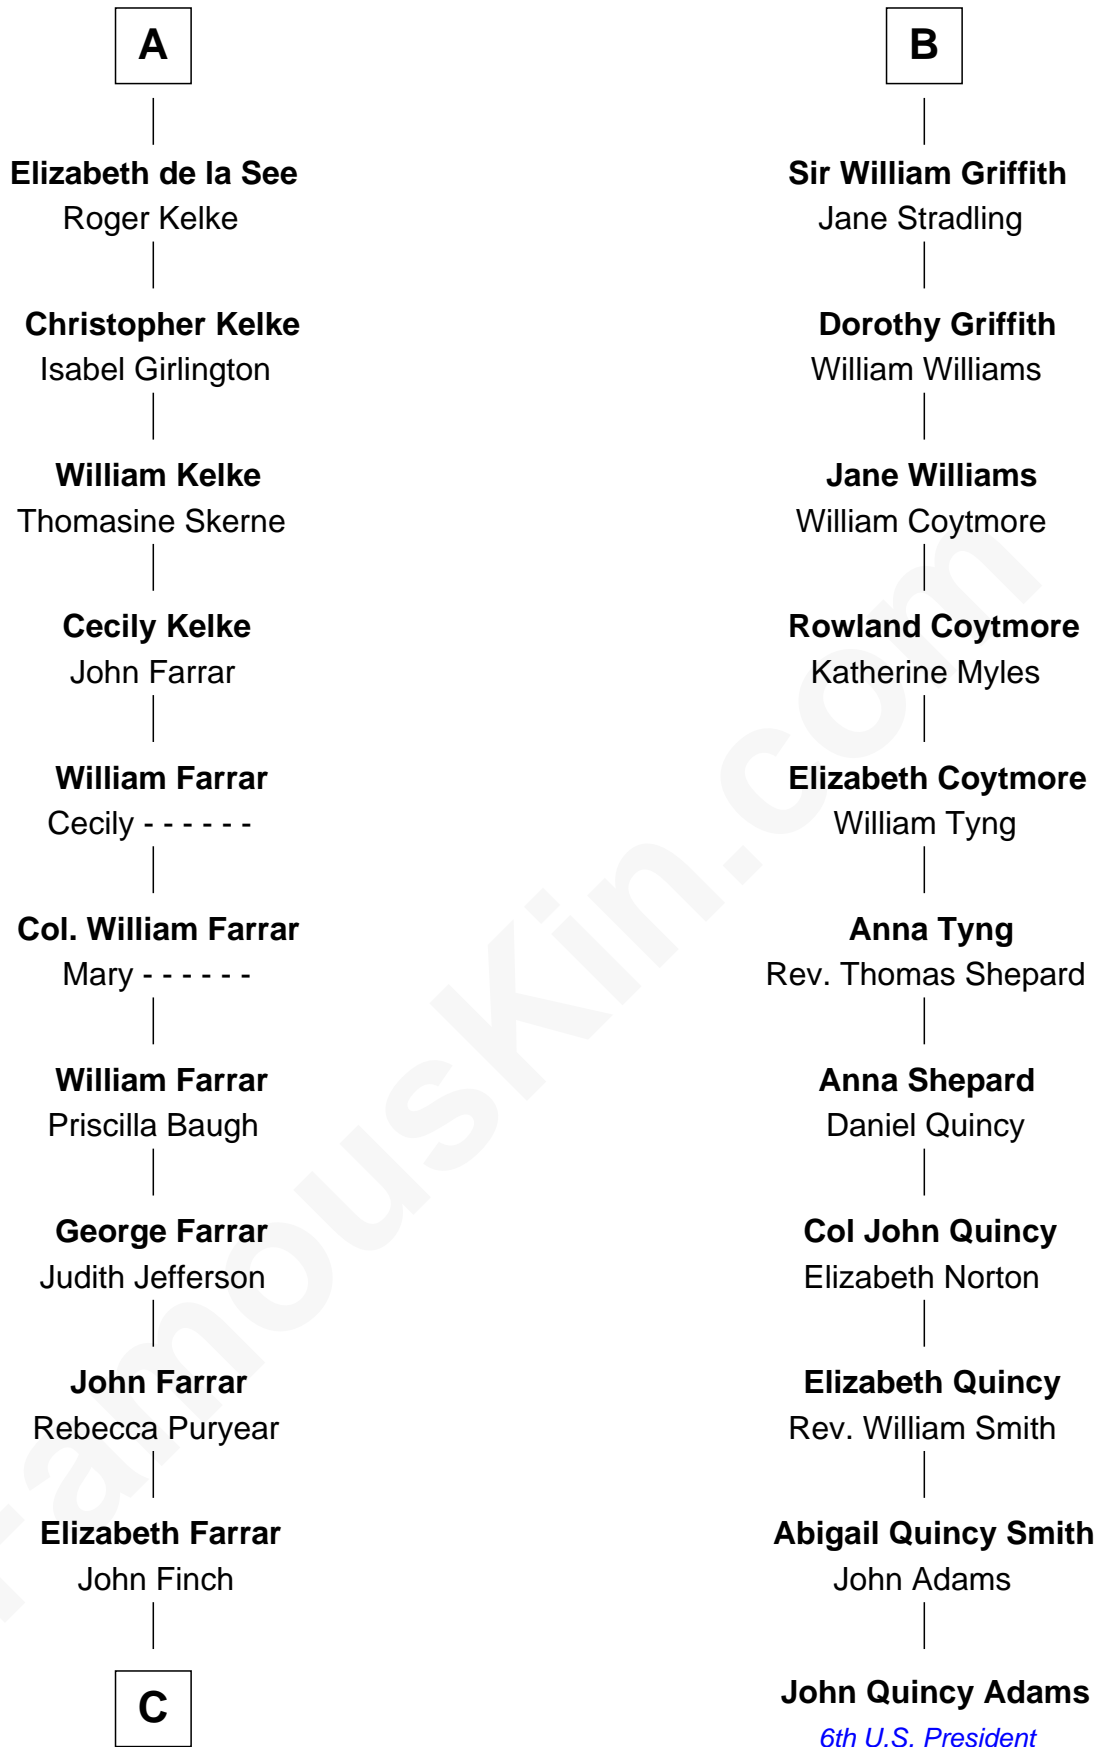 A
Elizabeth de la See
Roger Kelke
Christopher Kelke
Isabel Girlington
William Kelke
Thomasine Skerne
Cecily Kelke
John Farrar
William Farrar
Cecily - - - - - -
Col. William Farrar
Mary - - - - - -
William Farrar
Priscilla Baugh
George Farrar
Judith Jefferson
John Farrar
Rebecca Puryear
Elizabeth Farrar
John Finch
C
B
Sir William Griffith
Jane Stradling
Dorothy Griffith
William Williams
Jane Williams
William Coytmore
Rowland Coytmore
Katherine Myles
Elizabeth Coytmore
William Tyng
Anna Tyng
Rev. Thomas Shepard
Anna Shepard
Daniel Quincy
Col John Quincy
Elizabeth Norton
Elizabeth Quincy
Rev. William Smith
Abigail Quincy Smith
John Adams
John Quincy Adams
6th U.S. President
FamousKin.com